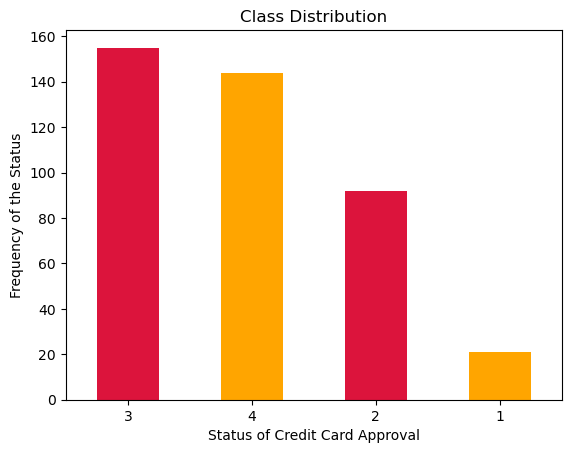 Class Distribution
160
140
120
100
80
60
40
20
0
Frequency of the Status
3 4 2 1
Status of Credit Card Approval